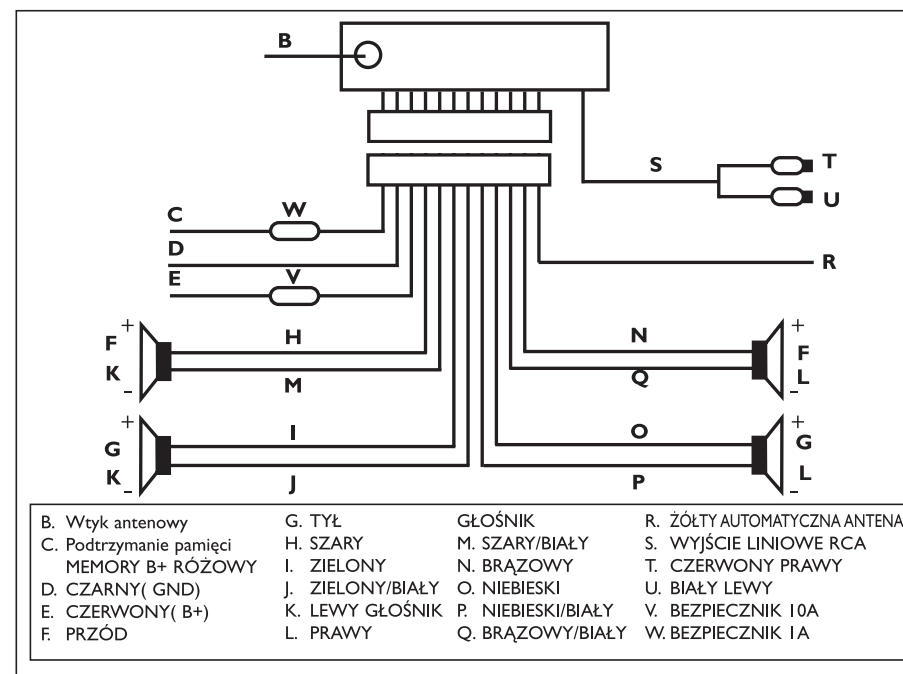 B
S
T
U
C
W
D
R
E
V
+
F
H
K
M
-
N
+
F
Q
L
-
+
G
I
K
J
-
O
+
G
P
L
-
B. Wtyk antenowy
C. Podtrzymanie pamięci
MEMORY B+ RÓŻOWY
D. CZARNY( GND)
E. CZERWONY( B+)
F. PRZÓD
G. TYŁ
H. SZARY
I. ZIELONY
J. ZIELONY/BIAŁY
K. LEWY GŁOŚNIK
L. PRAWY
GŁOŚNIK
M. SZARY/BIAŁY
N. BRĄZOWY
O. NIEBIESKI
P. NIEBIESKI/BIAŁY
Q. BRĄZOWY/BIAŁY
R. ŻÓŁTY AUTOMATYCZNA ANTENA
S. WYJŚCIE LINIOWE RCA
T. CZERWONY PRAWY
U. BIAŁY LEWY
V. BEZPIECZNIK 10A
W. BEZPIECZNIK 1A